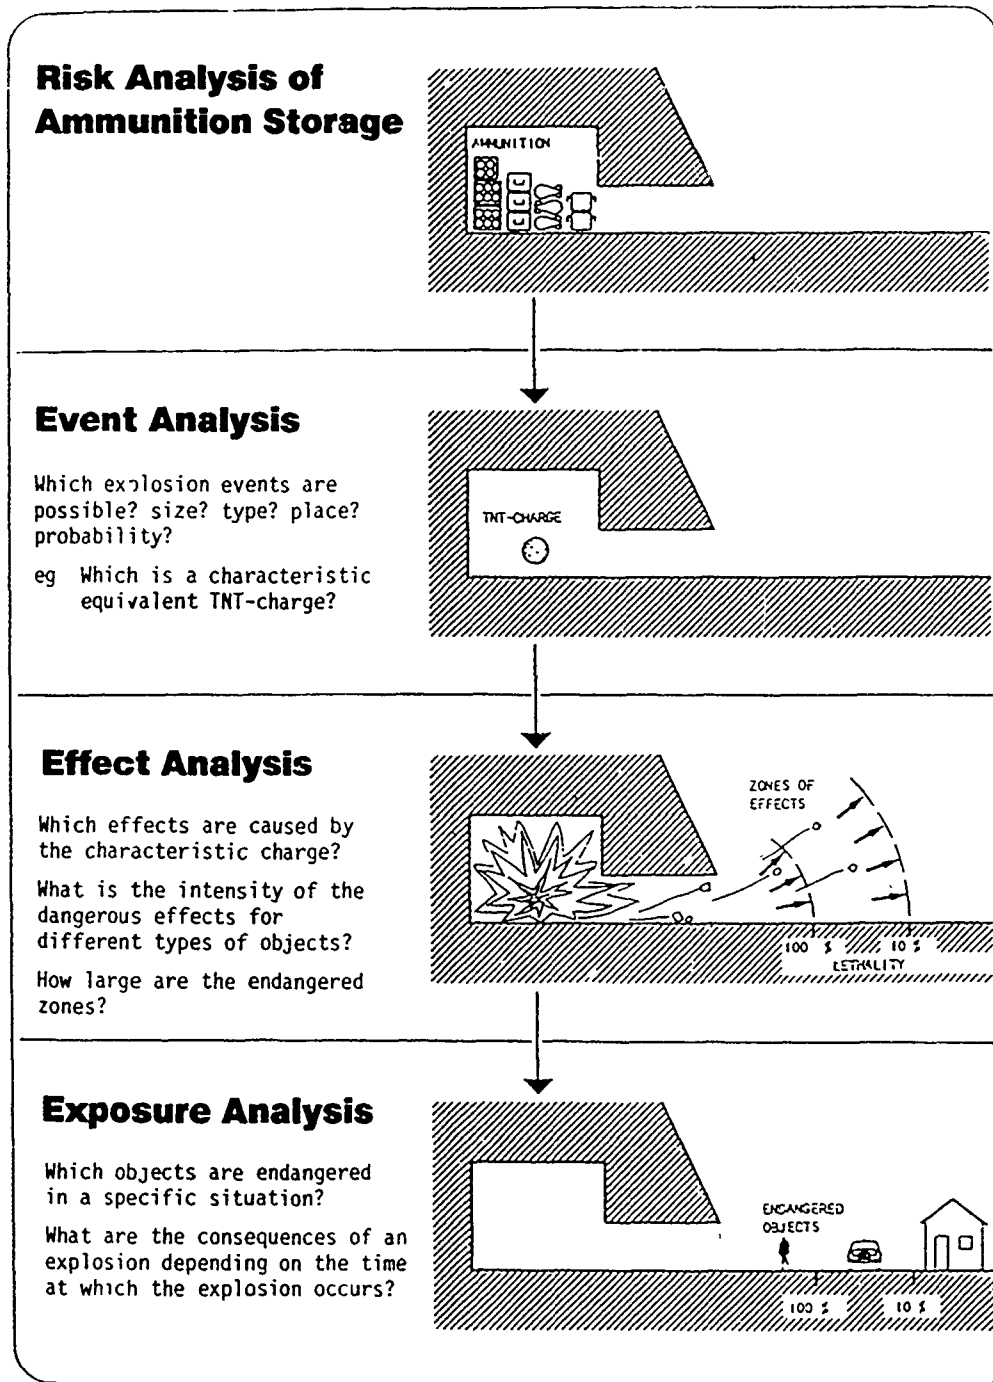 Risk Analysis of
Ammunition Storage
AMMUNITION
Event Analysis
Which explosion events are
possible? size? type? place?
probability?
eg Which is a characteristic
equivalent TNT-charge?
TNT-CHARGE
Effect Analysis
Which effects are caused by
the characteristic charge?
What is the intensity of the
dangerous effects for
different types of objects?
How large are the endangered
zones?
ZONES OF
EFFECTS
100 % 10 %
LETHALITY
Exposure Analysis
Which objects are endangered
in a specific situation?
What are the consequences of an
explosion depending on the time
at which the explosion occurs?
ENDANGERED
OBJECTS
100 % 10 %